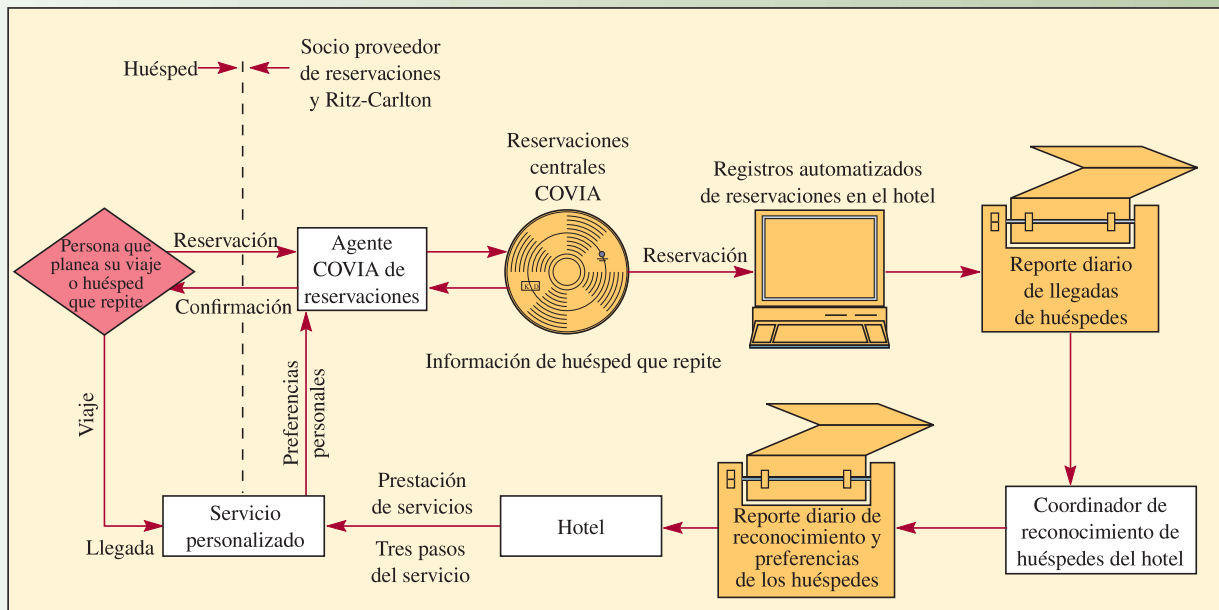 Huésped
Socio proveedor
de reservaciones
y Ritz-Carlton
Reservaciones
centrales
COVIA
Registros automatizados
de reservaciones en el hotel
Persona que
planea su viaje
o huésped
que repite
Reservación
Confirmación
Agente
COVIA de
reservaciones
Reservación
Reporte diario
de llegadas
de huéspedes
Información de huésped que repite
Viaje
Preferencias
personales
Llegada
Servicio
personalizado
Prestación
de servicios
Tres pasos
del servicio
Hotel
Reporte diario de
reconocimiento y
preferencias
de los huéspedes
Coordinador de
reconocimiento de
huéspedes del hotel